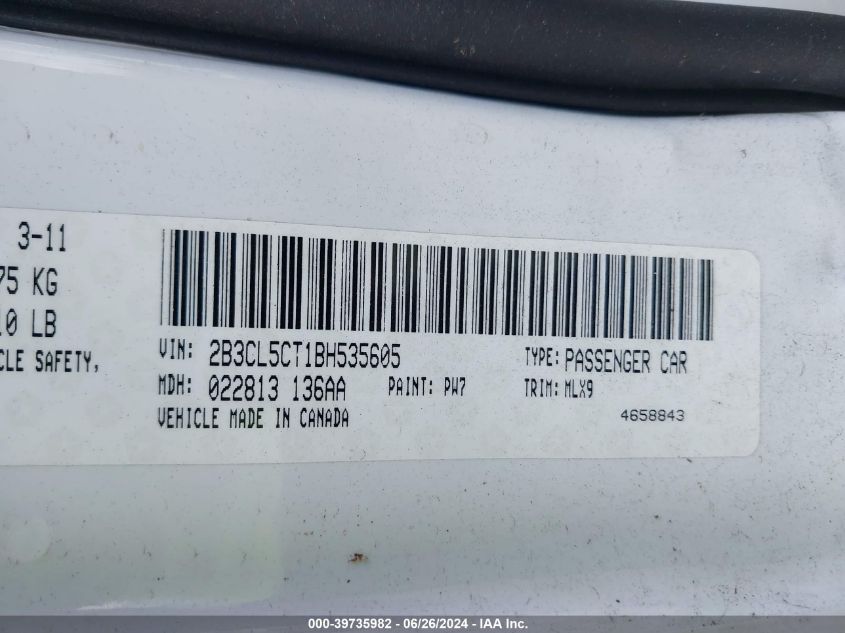 3-11
75 KG
10 LB
CLE SAFETY,
VIN: 2B3CL5CT1BH535605 TYPE: PASSENGER CAR
MDH: 022813 136AA PAINT: PW7 TRIM: MLX9
VEHICLE MADE IN CANADA 4658843
000-39735982 - 06/26/2024 - IAA Inc.